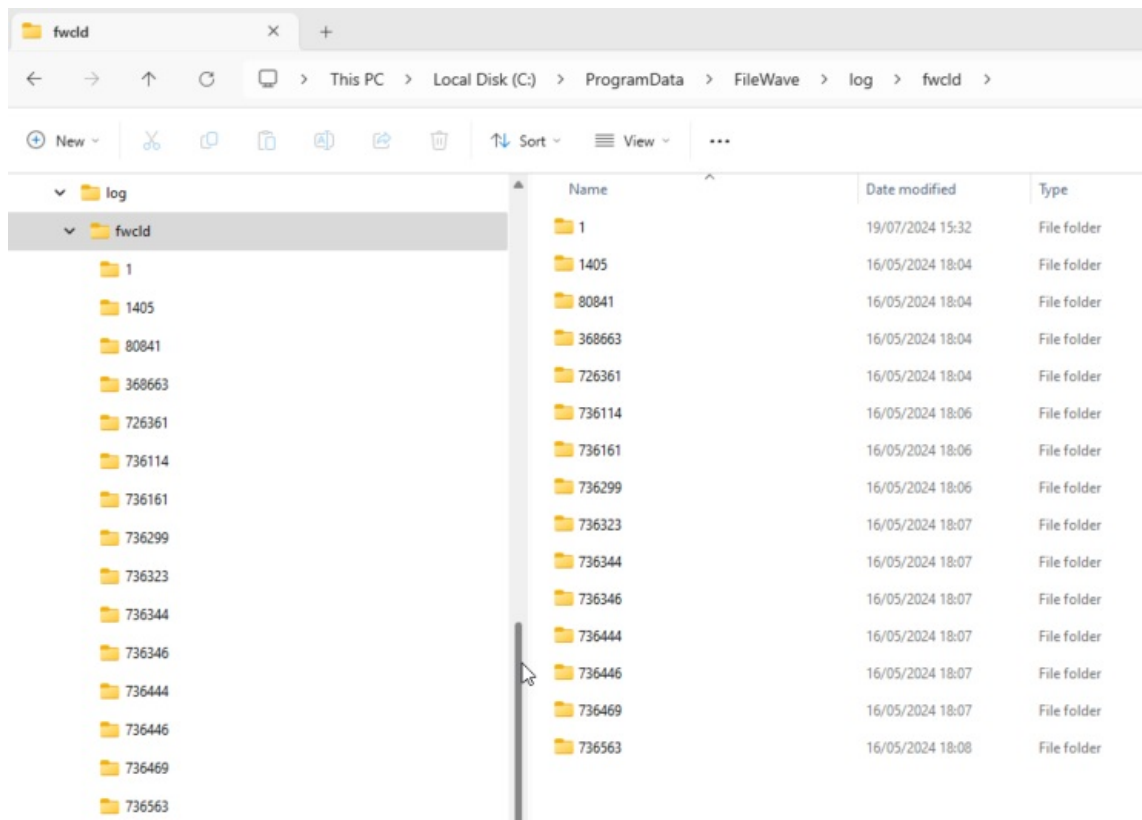 fwcld
This PC > Local Disk (C:) > ProgramData > FileWave > log > fwcld >
New Sort View ...
log
fwcld
1
1405
80841
368663
726361
736114
736161
736299
736323
736344
736346
736444
736446
736469
736563
Name Date modified Type
1 19/07/2024 15:32 File folder
1405 16/05/2024 18:04 File folder
80841 16/05/2024 18:04 File folder
368663 16/05/2024 18:04 File folder
726361 16/05/2024 18:04 File folder
736114 16/05/2024 18:06 File folder
736161 16/05/2024 18:06 File folder
736299 16/05/2024 18:06 File folder
736323 16/05/2024 18:07 File folder
736344 16/05/2024 18:07 File folder
736346 16/05/2024 18:07 File folder
736444 16/05/2024 18:07 File folder
736446 16/05/2024 18:07 File folder
736469 16/05/2024 18:07 File folder
736563 16/05/2024 18:08 File folder